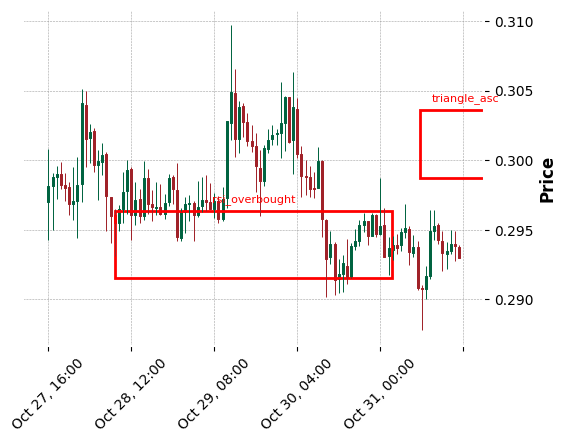 0.310
0.305
triangle_asc
0.300
Price
overbought
0.295
0.290
Oct 27, 16:00
Oct 28, 12:00
Oct 29, 08:00
Oct 30, 04:00
Oct 31, 00:00